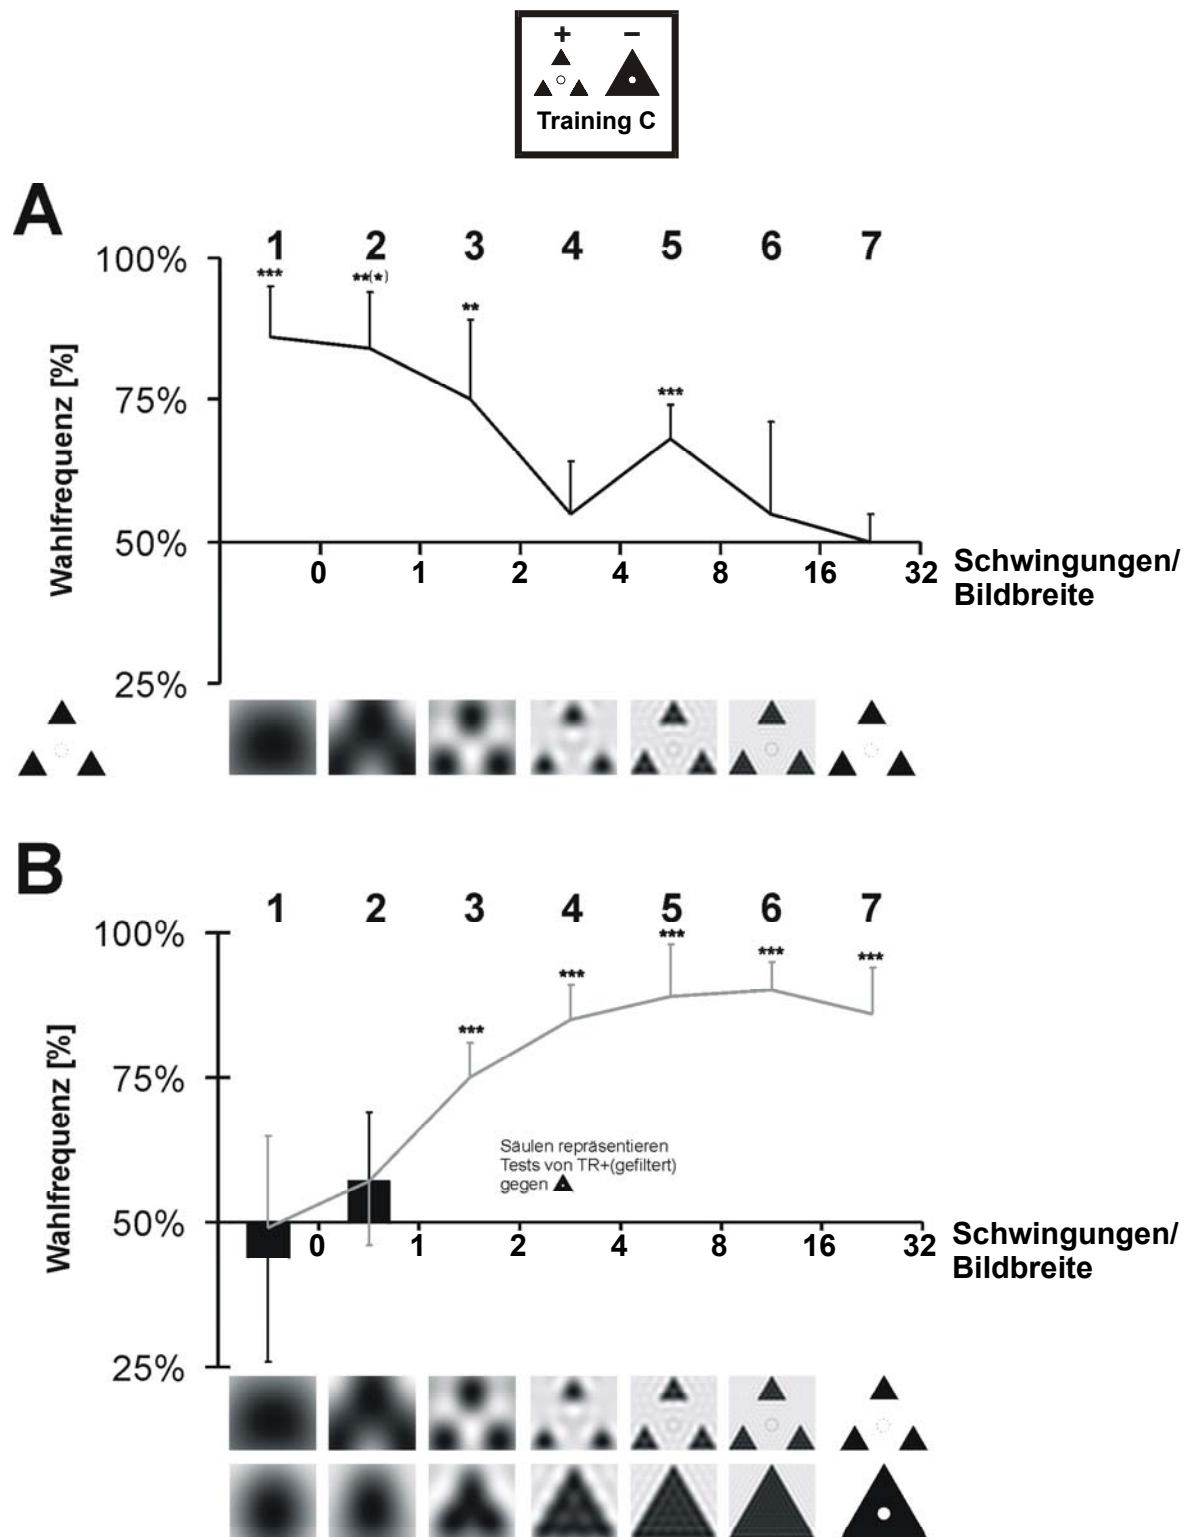 + −
Training C
A
1 2 3 4 5 6 7
100%
*** **(*) ** ***
75%
50%
25%
Wahlfrequenz [%]
0 1 2 4 8 16 32
Schwingungen/
Bildbreite
B
1 2 3 4 5 6 7
100%
*** *** *** *** ***
75%
50%
25%
Wahlfrequenz [%]
Säulen repräsentieren
Tests von TR+(gefiltert)
gegen
0 1 2 4 8 16 32
Schwingungen/
Bildbreite